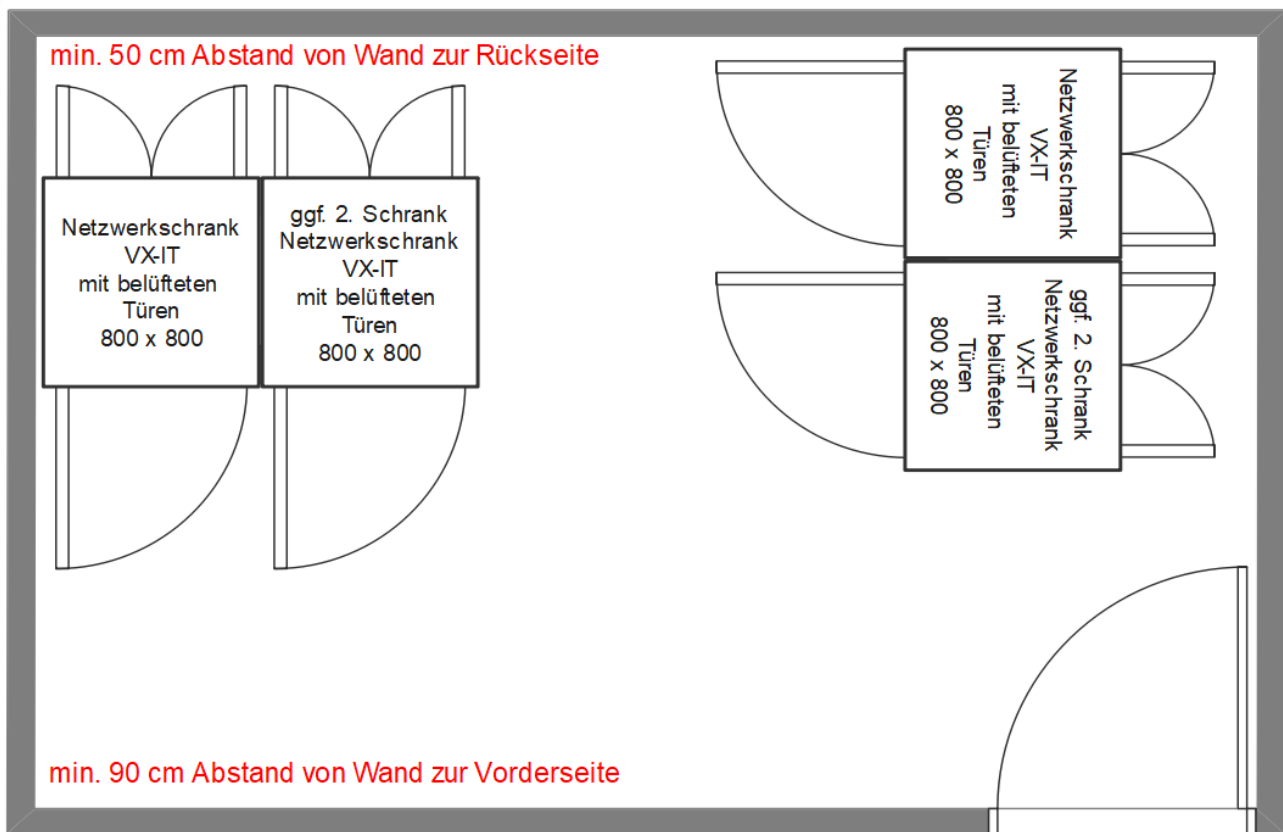 min. 50 cm Abstand von Wand zur Rückseite
Netzwerkschrank
VX-IT
mit belüfteten
Türen
800 x 800
ggf. 2. Schrank
Netzwerkschrank
VX-IT
mit belüfteten
Türen
800 x 800
Netzwerkschrank
VX-IT
mit belüfteten
Türen
800 x 800
ggf. 2. Schrank
Netzwerkschrank
VX-IT
mit belüfteten
Türen
800 x 800
min. 90 cm Abstand von Wand zur Vorderseite